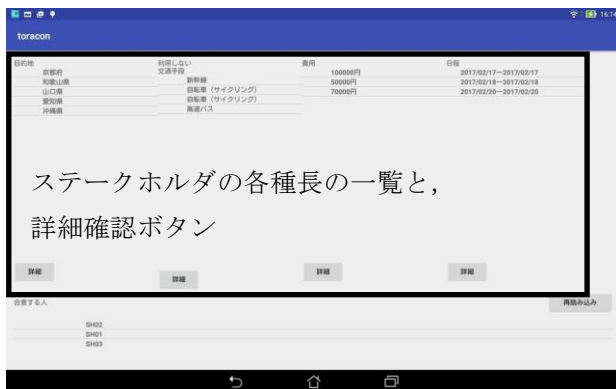 16:14
toracon
目的地
京都府
和歌山県
山口県
愛知県
沖縄県
利用しない
交通手段
新幹線
自転車（サイクリング）
自転車（サイクリング）
高速バス
費用
100000円
50000円
70000円
日程
2017/02/17－2017/02/17
2017/02/18－2017/02/18
2017/02/20－2017/02/20
ステークホルダの各種長の一覧と，
詳細確認ボタン
詳細
詳細
詳細
詳細
合意する人
再読み込み
SH02
SH01
SH03